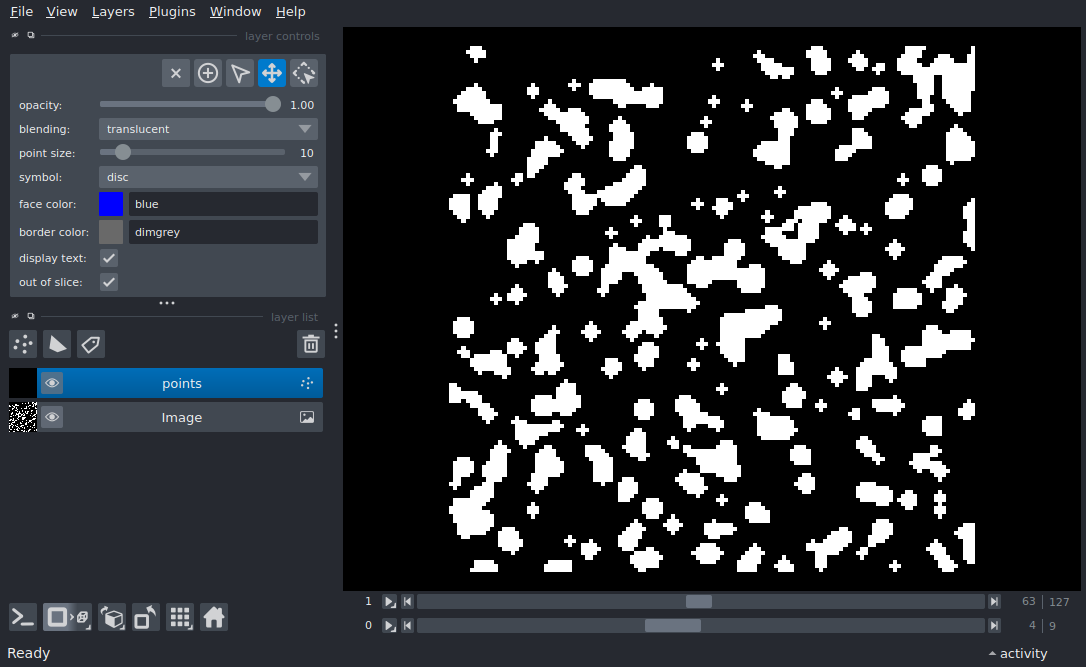 File View Layers Plugins Window Help
layer controls
opacity: 1.00
blending: translucent
point size: 10
symbol: disc
face color: blue
border color: dimgrey
display text:
out of slice:
layer list
points
Image
1 63 127
0 4 9
Ready activity